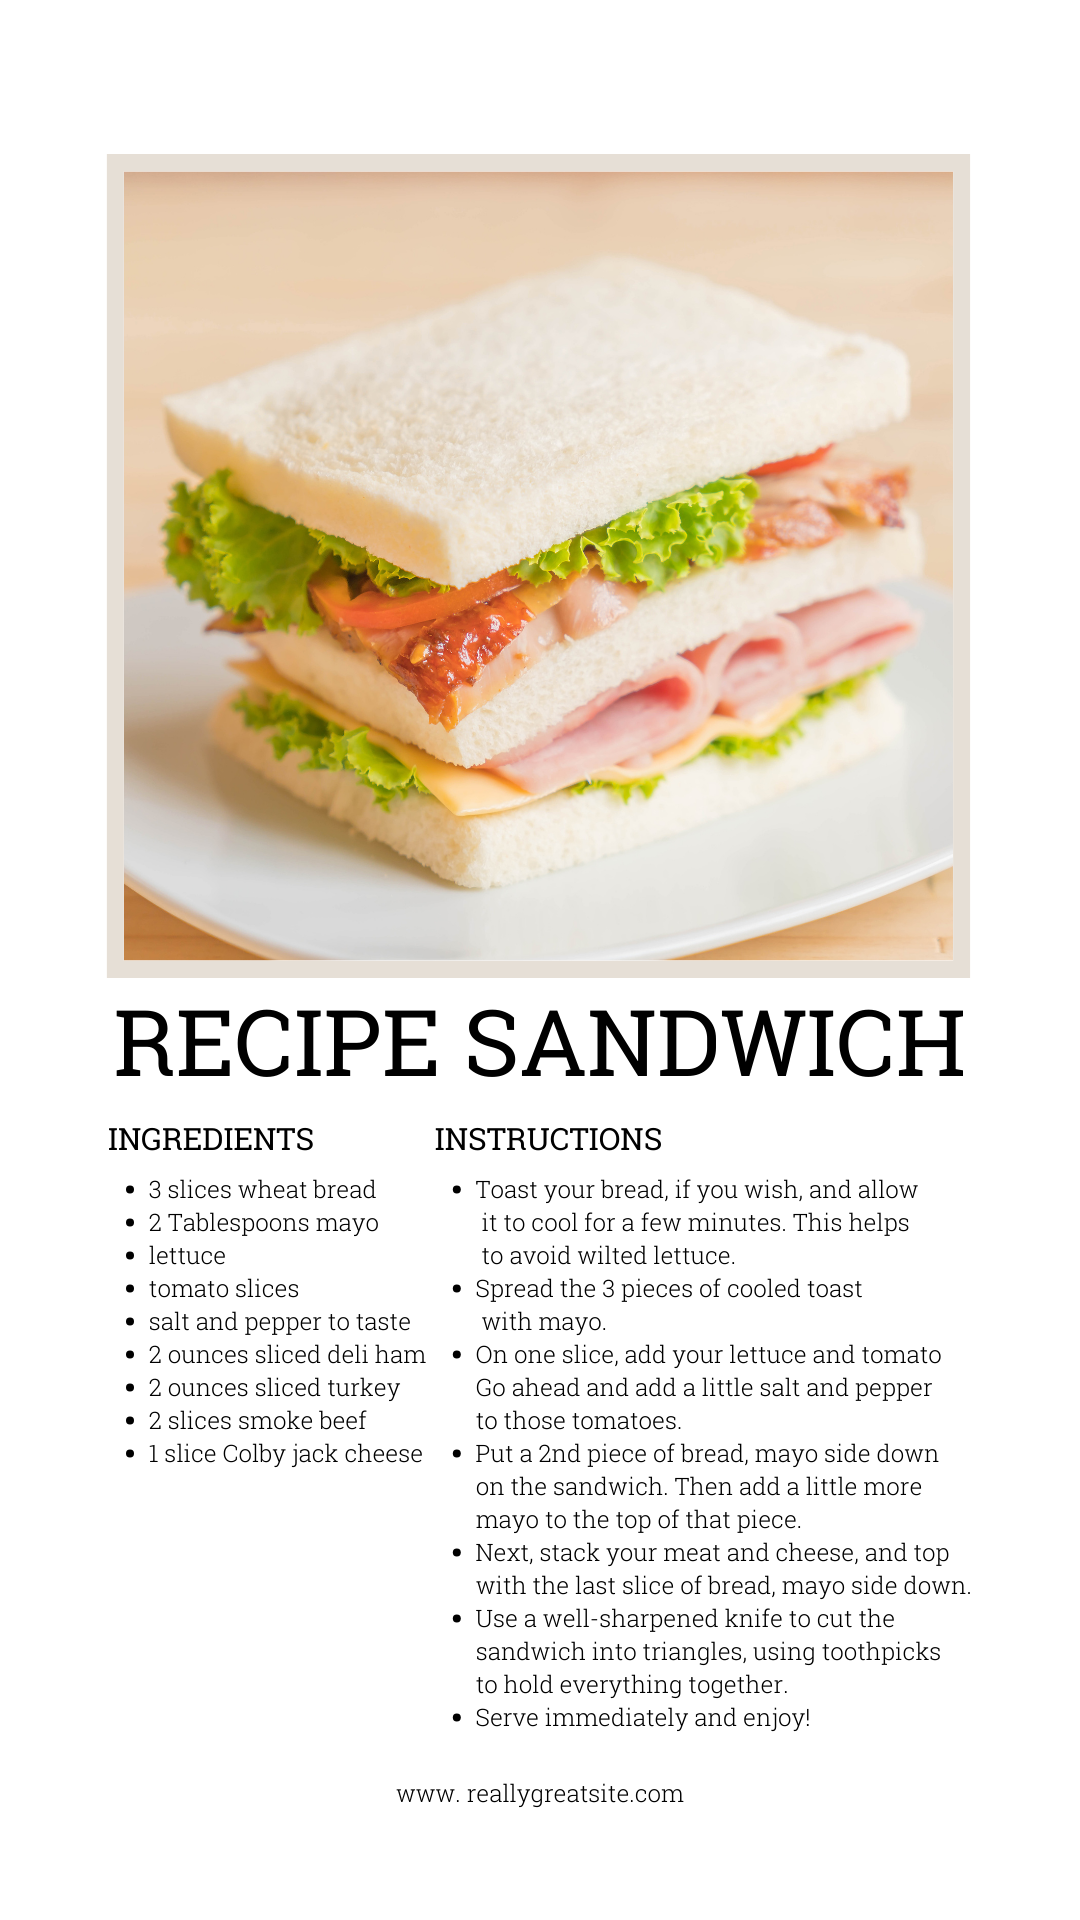 RECIPE SANDWICH
INGREDIENTS
3 slices wheat bread
2 Tablespoons mayo
lettuce
tomato slices
salt and pepper to taste
2 ounces sliced deli ham
2 ounces sliced turkey
2 slices smoke beef
1 slice Colby jack cheese
INSTRUCTIONS
Toast your bread, if you wish, and allow
it to cool for a few minutes. This helps
to avoid wilted lettuce.
Spread the 3 pieces of cooled toast
with mayo.
On one slice, add your lettuce and tomato
Go ahead and add a little salt and pepper
to those tomatoes.
Put a 2nd piece of bread, mayo side down
on the sandwich. Then add a little more
mayo to the top of that piece.
Next, stack your meat and cheese, and top
with the last slice of bread, mayo side down.
Use a well-sharpened knife to cut the
sandwich into triangles, using toothpicks
to hold everything together.
Serve immediately and enjoy!
www. reallygreatsite.com